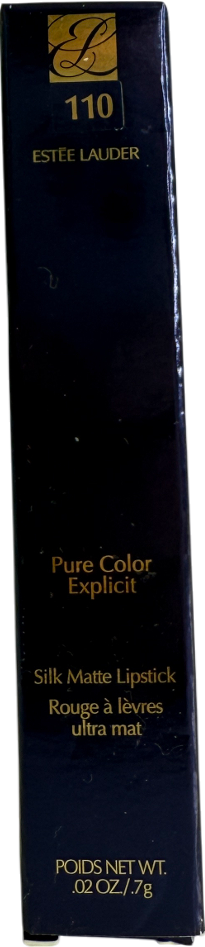 EL
110
ESTĒE LAUDER
Pure Color
Explicit
Silk Matte Lipstick
Rouge à lèvres
ultra mat
POIDS NET WT.
.02 OZ./.7g